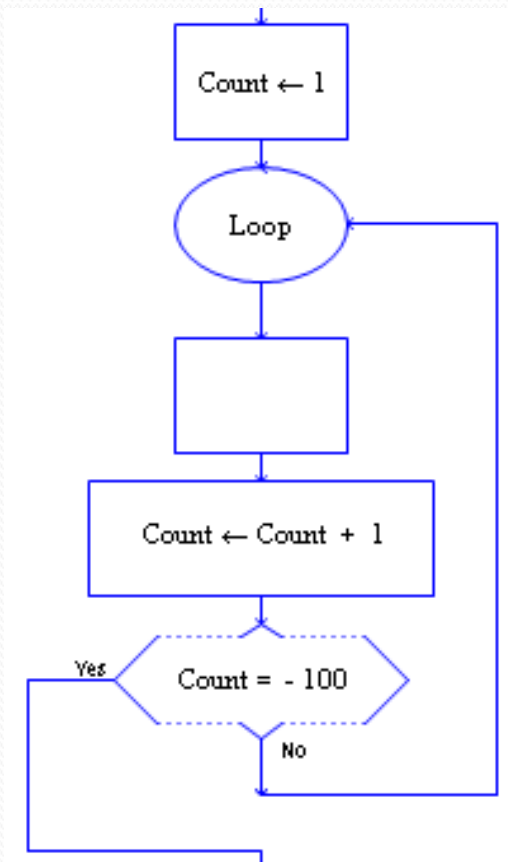 Count ← 1
Loop
Count ← Count + 1
Count = - 100
Yes
No